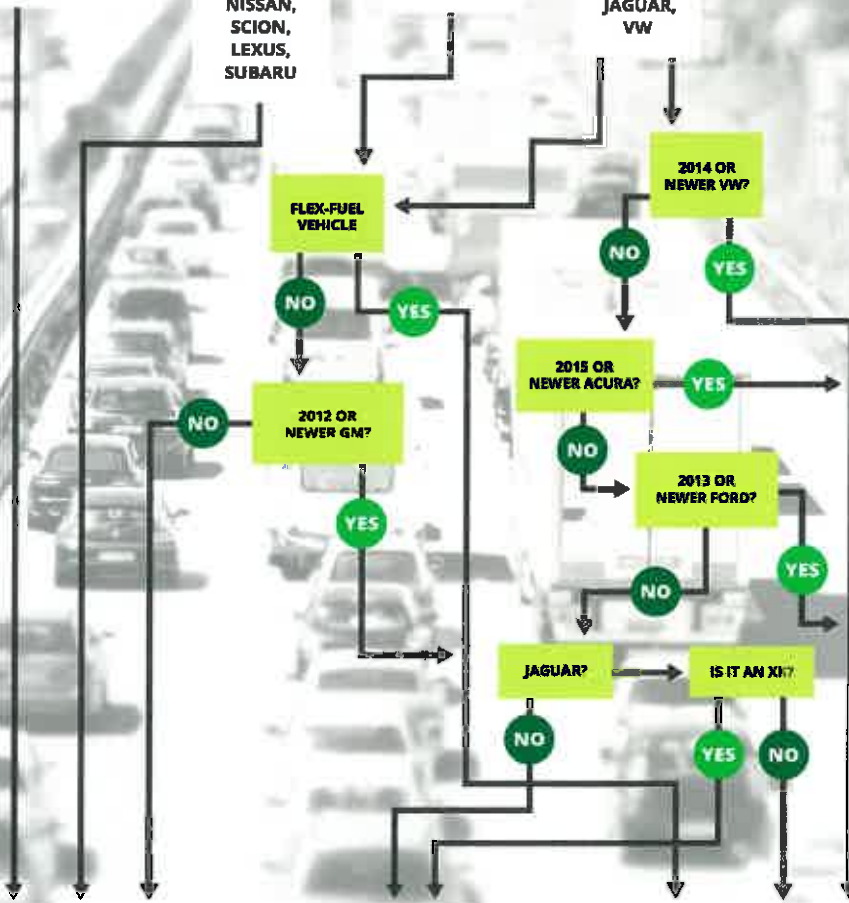 NISSAN,
SCION,
LEXUS,
SUBARU
JAGUAR,
VW
2014 OR
NEWER VW?
FLEX-FUEL
VEHICLE
NO
YES
NO
YES
2015 OR
NEWER ACURA?
YES
2012 OR
NEWER GM?
NO
NO
2013 OR
NEWER FORD?
YES
YES
NO
JAGUAR?
IS IT AN XK?
NO
YES
NO